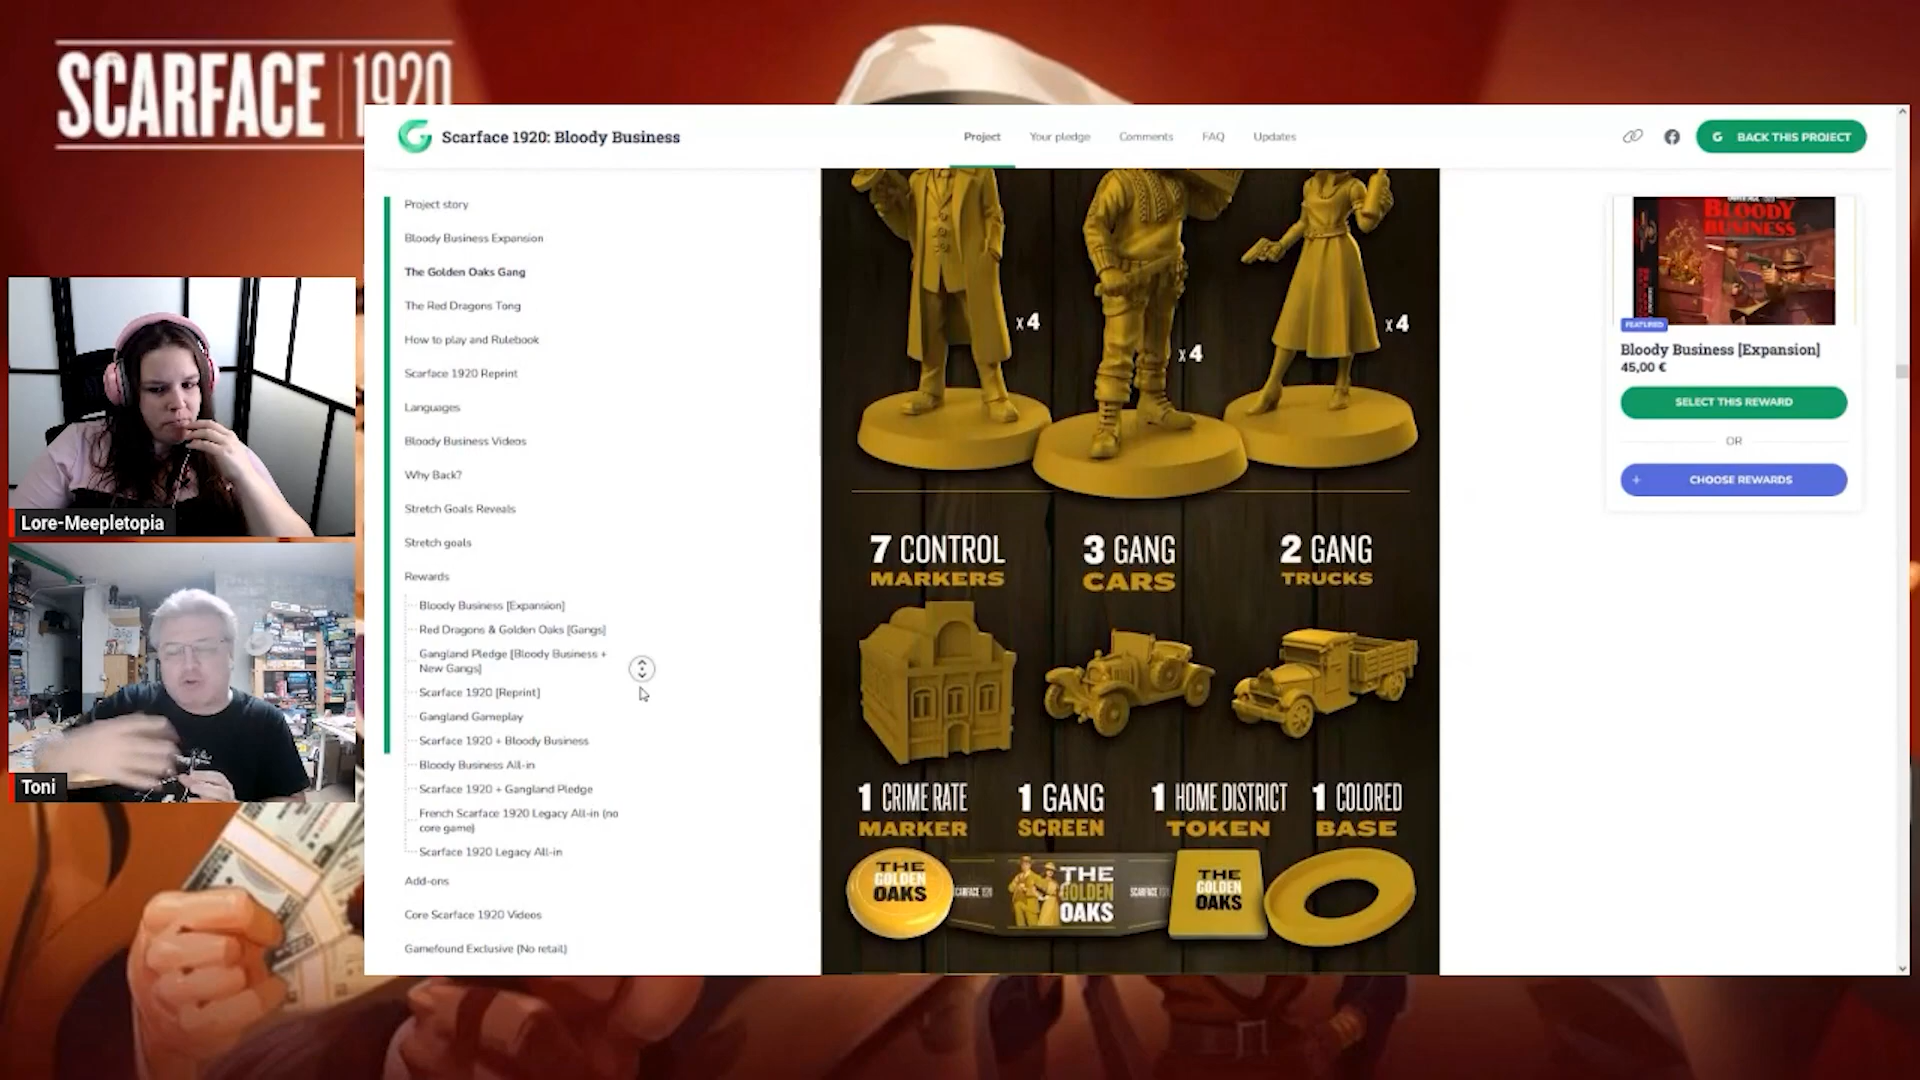 SCARFACE | 1920
Scarface 1920: Bloody Business
Project
Your pledge
Comments
FAQ
Updates
BACK THIS PROJECT
Project story
Bloody Business Expansion
The Golden Oaks Gang
The Red Dragons Tong
How to play and Rulebook
Scarface 1920 Reprint
Languages
Bloody Business Videos
Why Back?
Stretch Goals Reveals
Stretch goals
Rewards
Bloody Business [Expansion]
Red Dragons & Golden Oaks [Gangs]
Gangland Pledge [Bloody Business +
New Gangs]
Scarface 1920 [Reprint]
Gangland Gameplay
Scarface 1920 + Bloody Business
Bloody Business All-in
Scarface 1920 + Gangland Pledge
French Scarface 1920 Legacy All-in (no
core game)
Scarface 1920 Legacy All-in
Add-ons
Core Scarface 1920 Videos
Gamefound Exclusive (No retail)
x4
x4
x4
7 CONTROL
MARKERS
3 GANG
CARS
2 GANG
TRUCKS
1 CRIME RATE
MARKER
1 GANG
SCREEN
1 HOME DISTRICT
TOKEN
1 COLORED
BASE
THE
GOLDEN
OAKS
SCARFACE 1920
THE
GOLDEN
OAKS
SCARFACE
THE
GOLDEN
OAKS
BLOODY
BUSINESS
FEATURED
Bloody Business [Expansion]
45,00 €
SELECT THIS REWARD
OR
+ CHOOSE REWARDS
Lore-Meepletopia
Toni